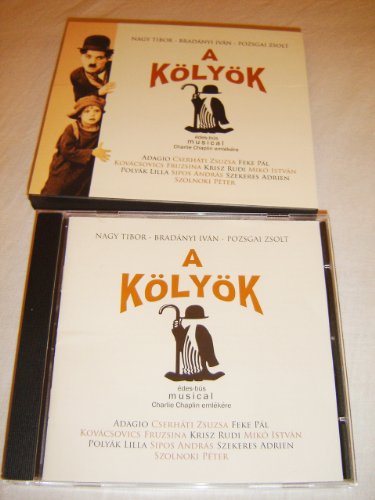 NAGY TIBOR - BRADÁNYI IVÁN - POZSGAI ZSOLT
A
KÖLYÖK
édes-bús
musical
Charlie Chaplin emlékére
ADAGIO CSERHÁTI ZSUZSA FEKE PÁL
KOVÁCSOVICS FRUZSINA KRISZ RUDI MIKÓ ISTVÁN
POLYÁK LILLA SIPOS ANDRÁS SZEKERES ADRIEN
SZOLNOKI PÉTER
NAGY TIBOR - BRADÁNYI IVÁN - POZSGAI ZSOLT
A
KÖLYÖK
édes-bús
musical
Charlie Chaplin emlékére
ADAGIO CSERHÁTI ZSUZSA FEKE PÁL
KOVÁCSOVICS FRUZSINA KRISZ RUDI MIKÓ ISTVÁN
POLYÁK LILLA SIPOS ANDRÁS SZEKERES ADRIEN
SZOLNOKI PÉTER